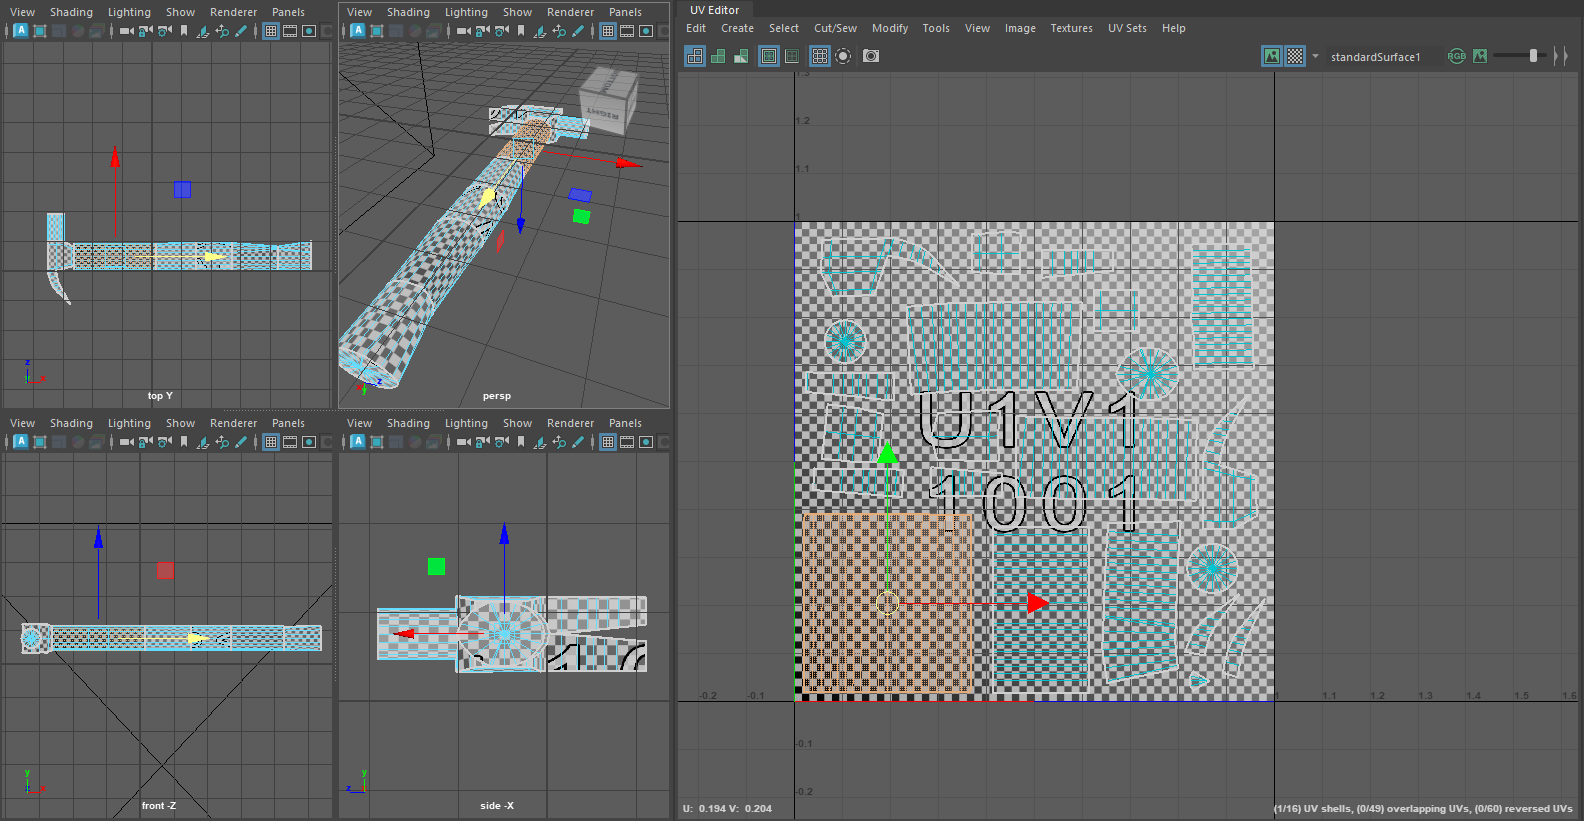 View Shading Lighting Show Renderer Panels
View Shading Lighting Show Renderer Panels
UV Editor
Edit Create Select Cut/Sew Modify Tools View Image Textures UV Sets Help
standardSurface1
RGB
RIGHT
top Y
persp
View Shading Lighting Show Renderer Panels
View Shading Lighting Show Renderer Panels
front -Z
side -X
1.3
1.2
1.1
1
U1V1
1001
-0.2 -0.1 1 1.1 1.2 1.3 1.4 1.5 1.6
-0.1
-0.2
U: 0.194 V: 0.204
(1/16) UV shells, (0/49) overlapping UVs, (0/60) reversed UVs